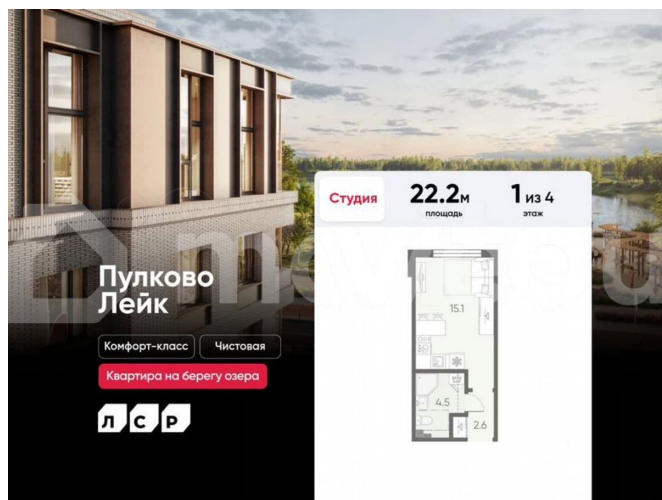 Студия
22.2м
площадь
1 из 4
этаж
Пулково
Лейк
Комфорт-класс
Чистовая
Квартира на берегу озера
ЛСР
15.1
4.5
2.6